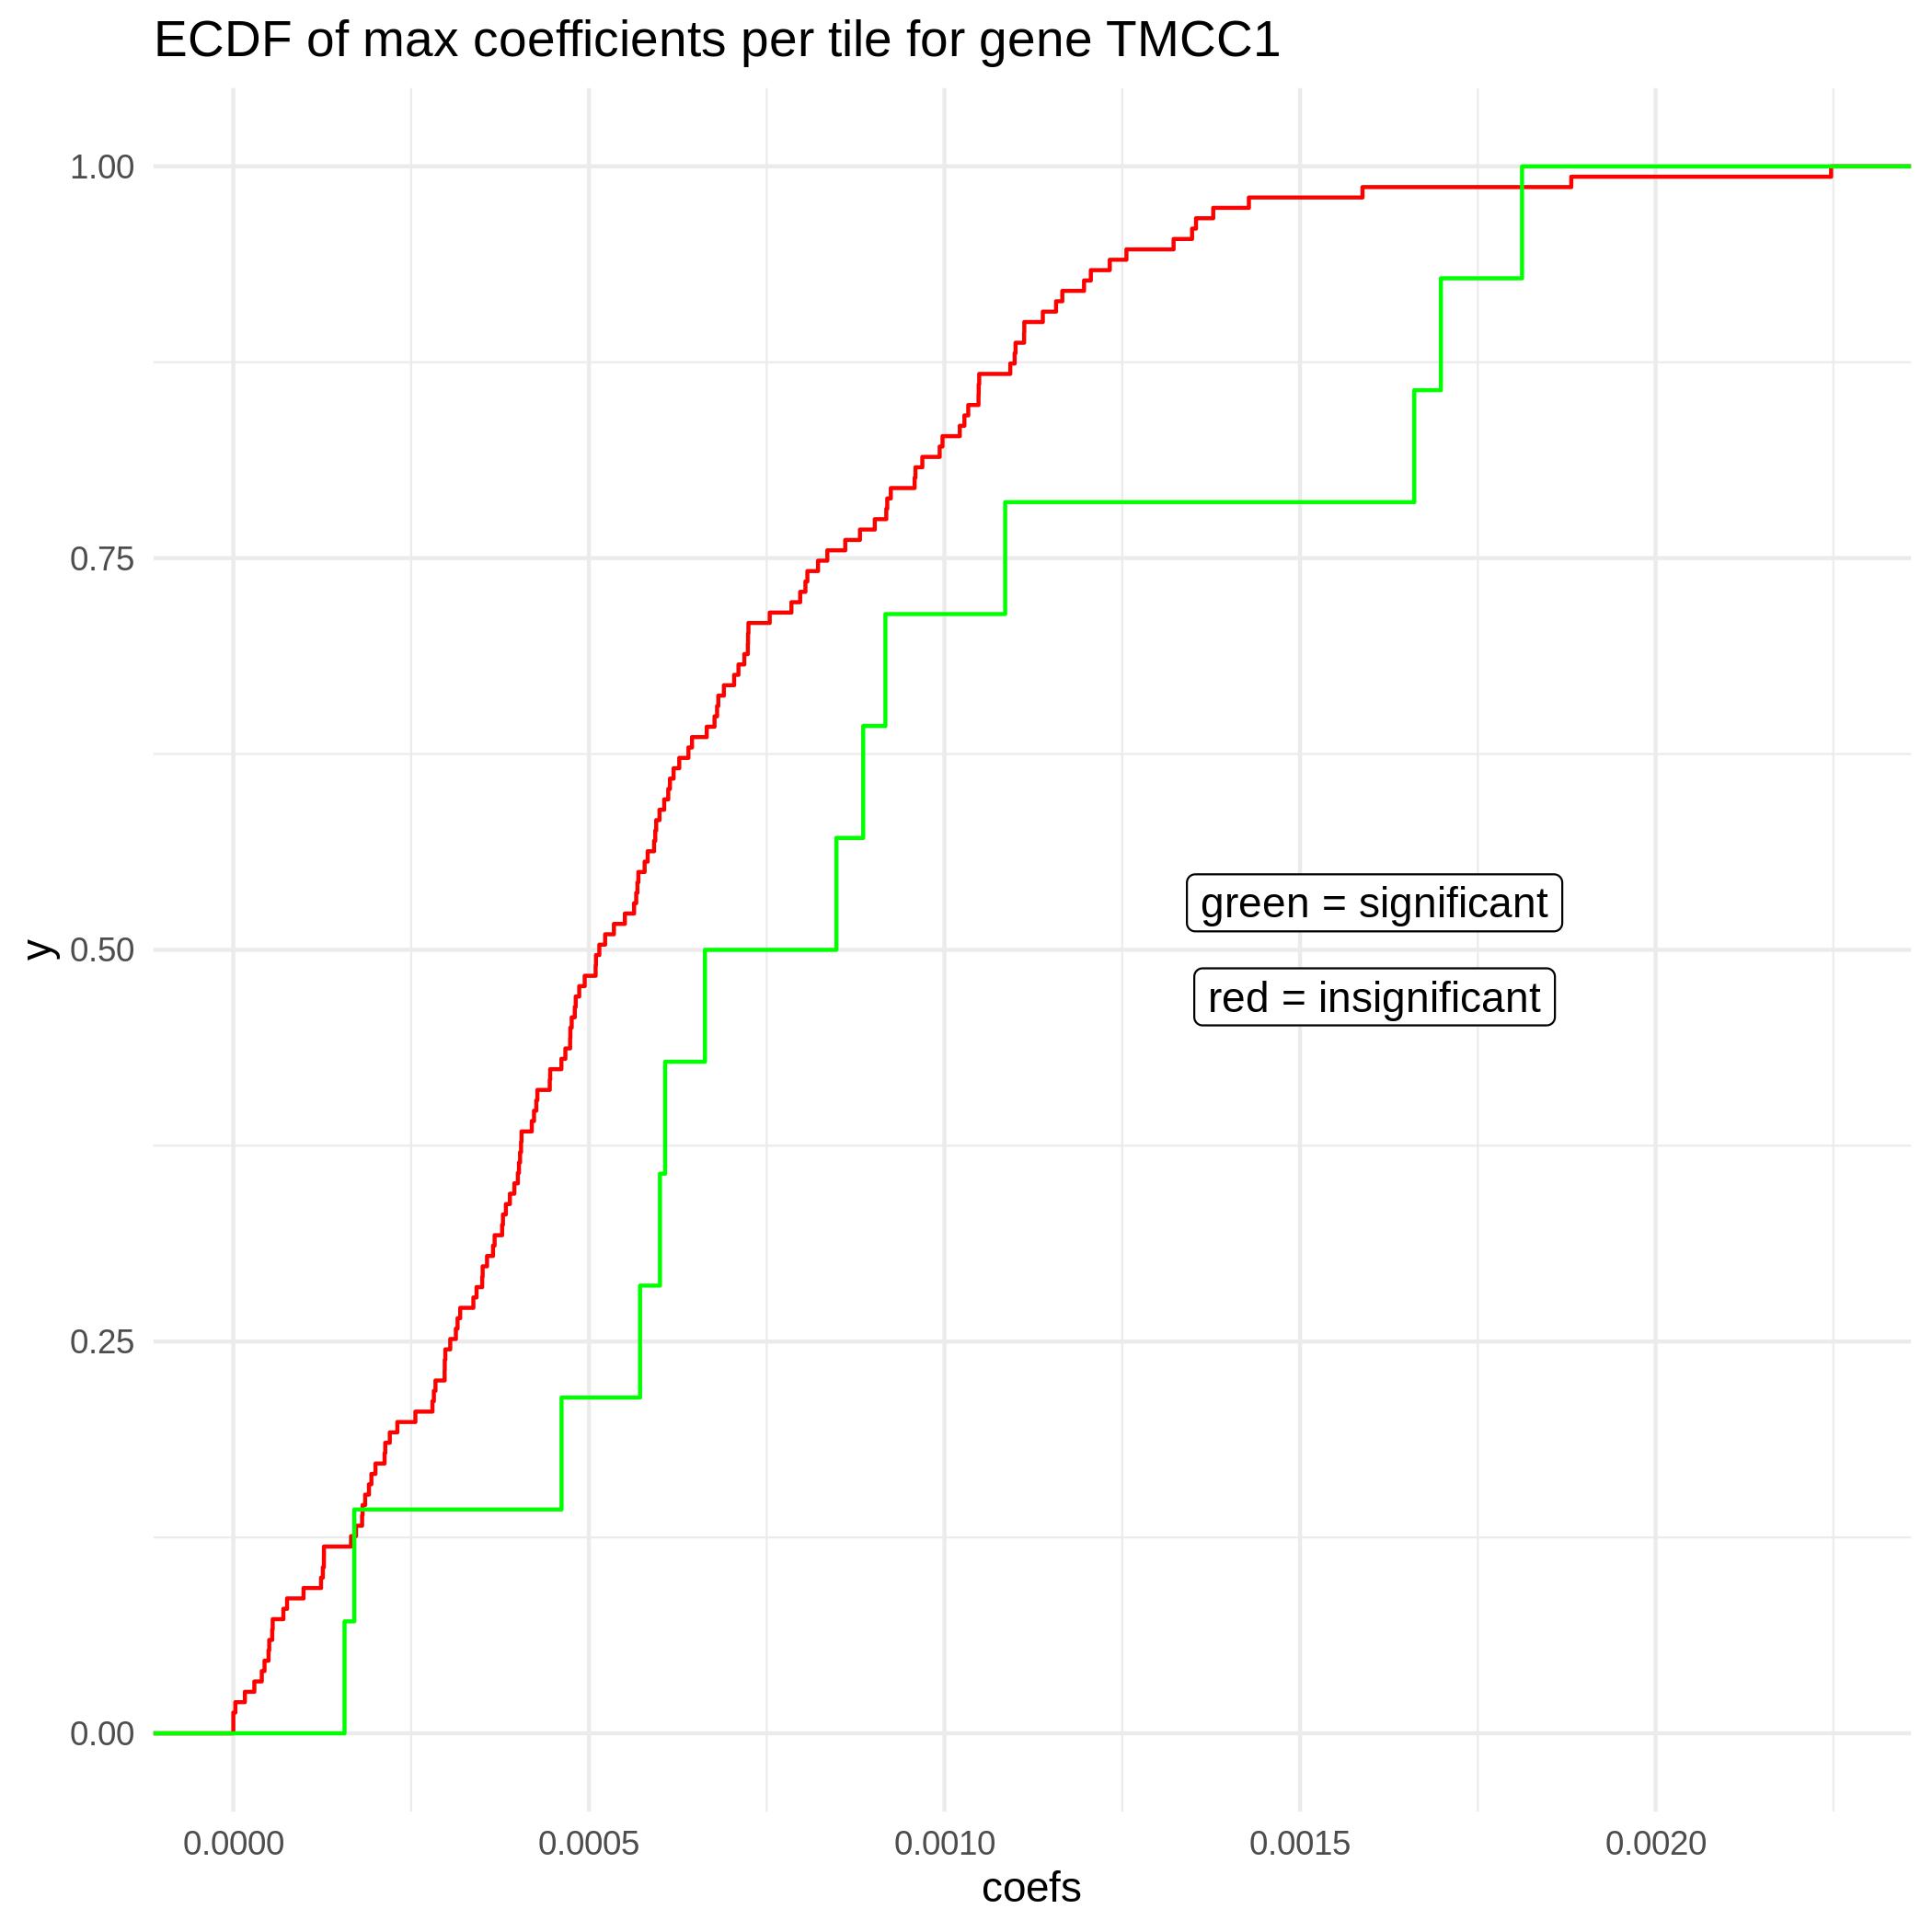 ECDF of max coefficients per tile for gene TMCC1
1.00
0.75
0.50
0.25
0.00
y
green = significant
red = insignificant
0.0000 0.0005 0.0010 0.0015 0.0020
coefs